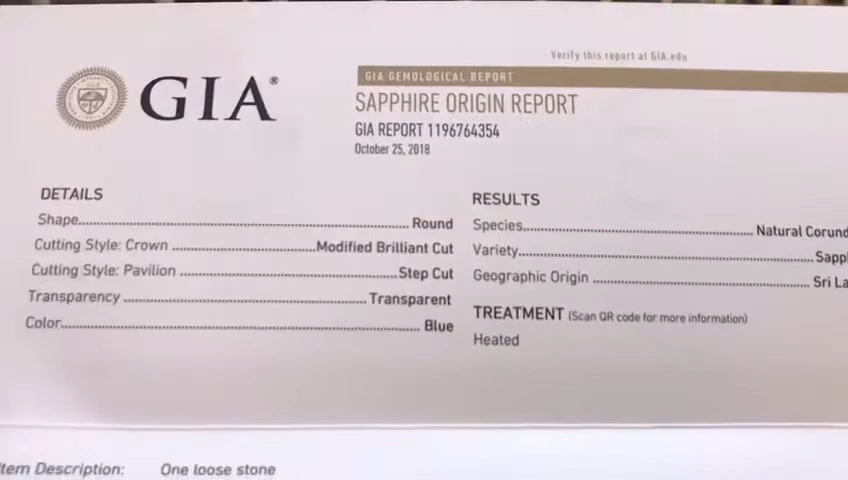 Verify this report at GIA.edu
GIA®
GIA GEMOLOGICAL REPORT
SAPPHIRE ORIGIN REPORT
GIA REPORT 1196764354
October 25, 2018
DETAILS
Shape.......... Round
Cutting Style: Crown .......... Modified Brilliant Cut
Cutting Style: Pavilion .......... Step Cut
Transparency .......... Transparent
Color.......... Blue
RESULTS
Species.......... Natural Corund
Variety.......... Sapp
Geographic Origin .......... Sri La
TREATMENT (Scan QR code for more information)
Heated
Item Description: One loose stone